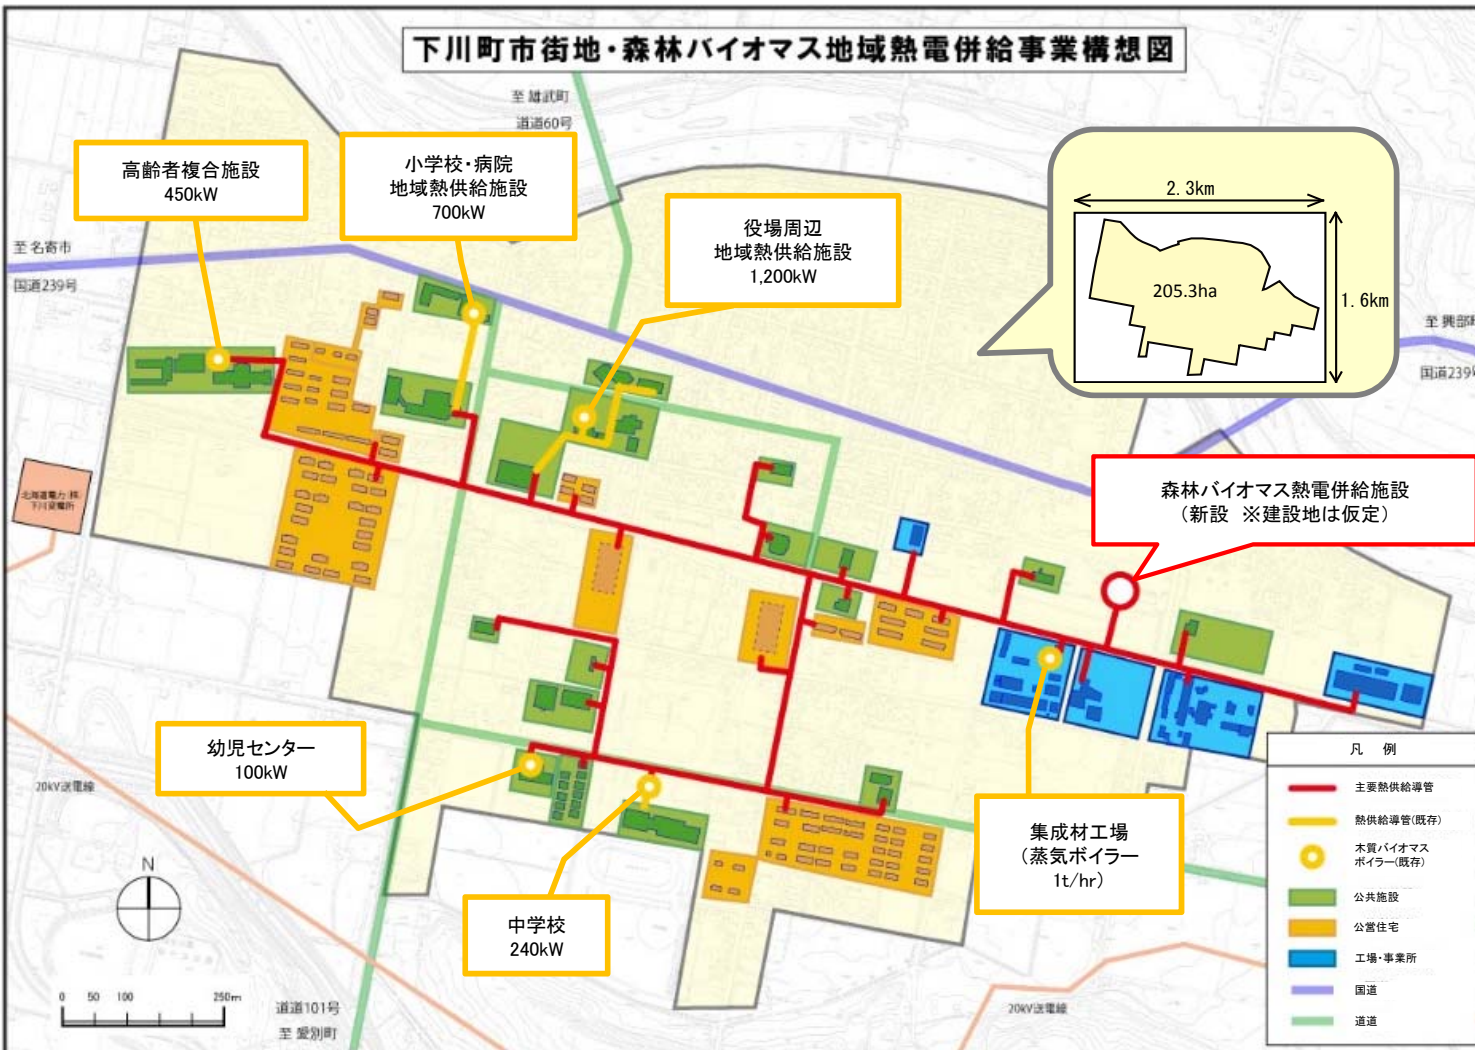 下川町市街地・森林バイオマス地域熱電併給事業構想図
至 雄武町
道道60号
高齢者複合施設
450kW
小学校・病院
地域熱供給施設
700kW
役場周辺
地域熱供給施設
1,200kW
2.3km
205.3ha
1.6km
至 名寄市
国道239号
至 興部町
国道239号
北海道電力(株)
下川変電所
森林バイオマス熱電併給施設
(新設 ※建設地は仮定)
幼児センター
100kW
20kV送電線
中学校
240kW
集成材工場
(蒸気ボイラー
1t/hr)
N
0 50 100 250m
道道101号
至 愛別町
20kV送電線
凡 例
主要熱供給導管
熱供給導管(既存)
木質バイオマス
ボイラー(既存)
公共施設
公営住宅
工場・事業所
国道
道道